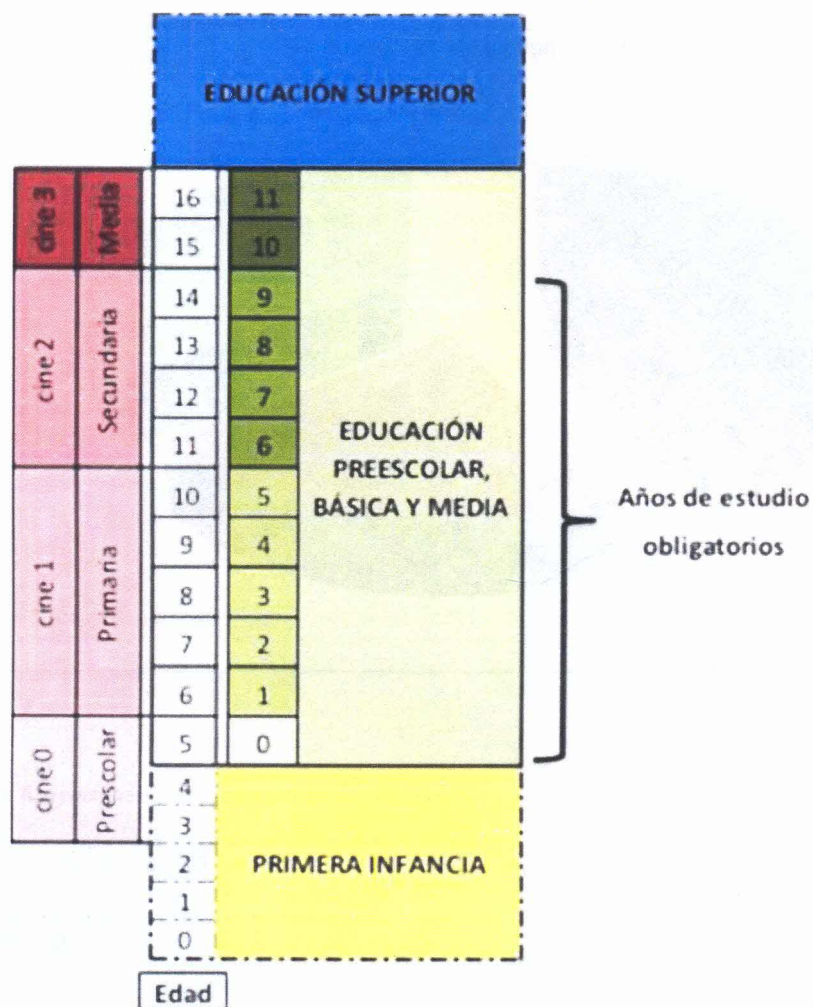 EDUCACIÓN SUPERIOR
cine 3
Media
16
11
15
10
cine 2
Secundaria
14
9
13
8
12
7
11
6
cine 1
Primaria
10
5
9
4
8
3
7
2
6
1
cine 0
Prescolar
5
0
4
3
2
1
0
EDUCACIÓN
PREESCOLAR,
BÁSICA Y MEDIA
Años de estudio
obligatorios
PRIMERA INFANCIA
Edad